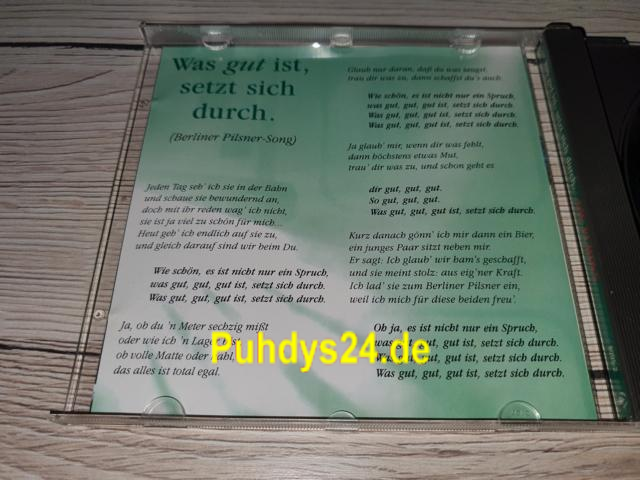 Was gut ist,
setzt sich
durch.
(Berliner Pilsner-Song)
Jeden Tag seh' ich sie in der Bahn
und schaue sie bewundernd an,
doch mit ihr reden wag' ich nicht,
sie ist ja viel zu schön für mich...
Heut geh' ich endlich auf sie zu,
und gleich darauf sind wir beim Du.
Wie schön, es ist nicht nur ein Spruch,
was gut, gut, gut ist, setzt sich durch.
Was gut, gut, gut ist, setzt sich durch.
Ja, ob du 'n Meter sechzig mißt
oder wie ich 'n
ob volle Matte oder
das alles ist total egal.
Glaub nur daran, daß du was taugst.
trau dir was zu, dann schaffst du's auch.
Wie schön, es ist nicht nur ein Spruch,
was gut, gut, gut ist, setzt sich durch.
Was gut, gut, gut ist, setzt sich durch.
Was gut, gut, gut ist, setzt sich durch.
Ja glaub' mir, wenn dir was fehlt,
dann höchstens etwas Mut,
trau' dir was zu, und schon geht es
dir gut, gut, gut.
So gut, gut, gut.
Was gut, gut, gut ist, setzt sich durch.
Kurz danach gönn' ich mir dann ein Bier,
ein junges Paar sitzt neben mir.
Er sagt: Ich glaub' wir ham's geschafft,
und sie meint stolz: aus eig'ner Kraft.
Ich lad' sie zum Berliner Pilsner ein,
weil ich mich für diese beiden freu'.
Oh ja, es ist nicht nur ein Spruch,
was gut, gut, gut ist, setzt sich durch.
Was gut, gut, gut ist, setzt sich durch.
Was gut, gut, gut ist, setzt sich durch.
Puhdys24.de